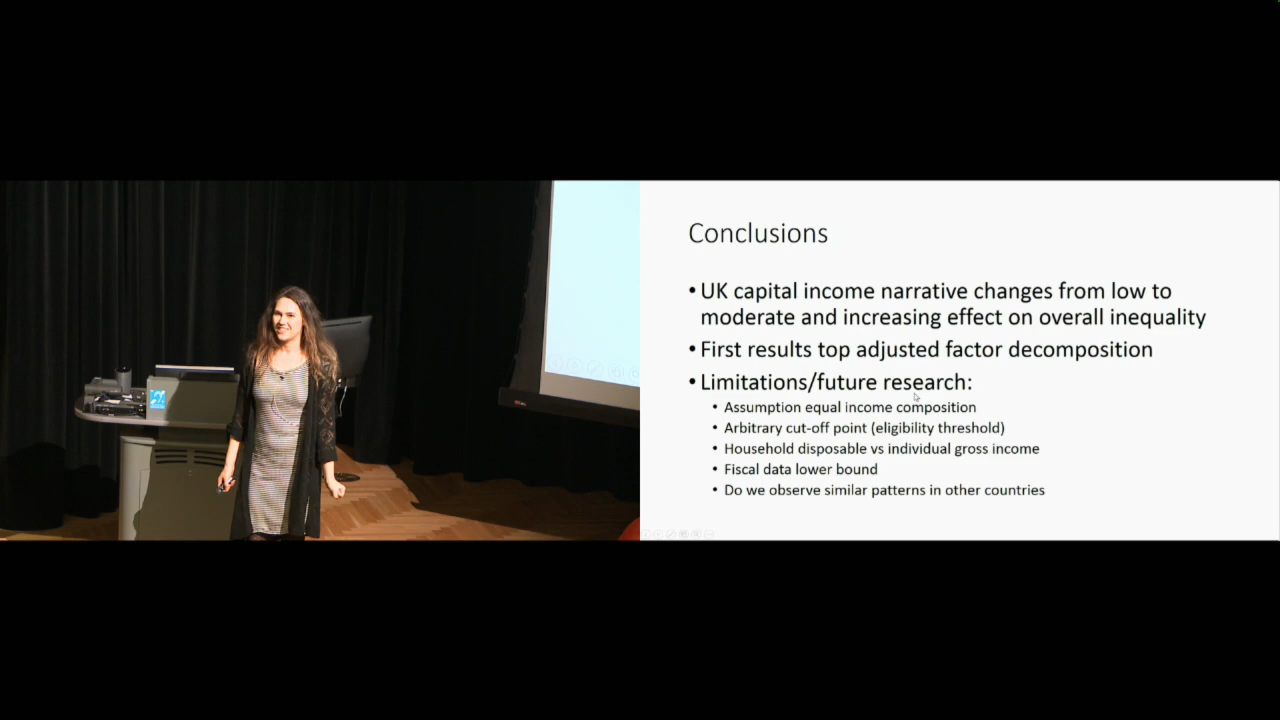 Conclusions
• UK capital income narrative changes from low to
moderate and increasing effect on overall inequality
• First results top adjusted factor decomposition
• Limitations/future research:
• Assumption equal income composition
• Arbitrary cut-off point (eligibility threshold)
• Household disposable vs individual gross income
• Fiscal data lower bound
• Do we observe similar patterns in other countries